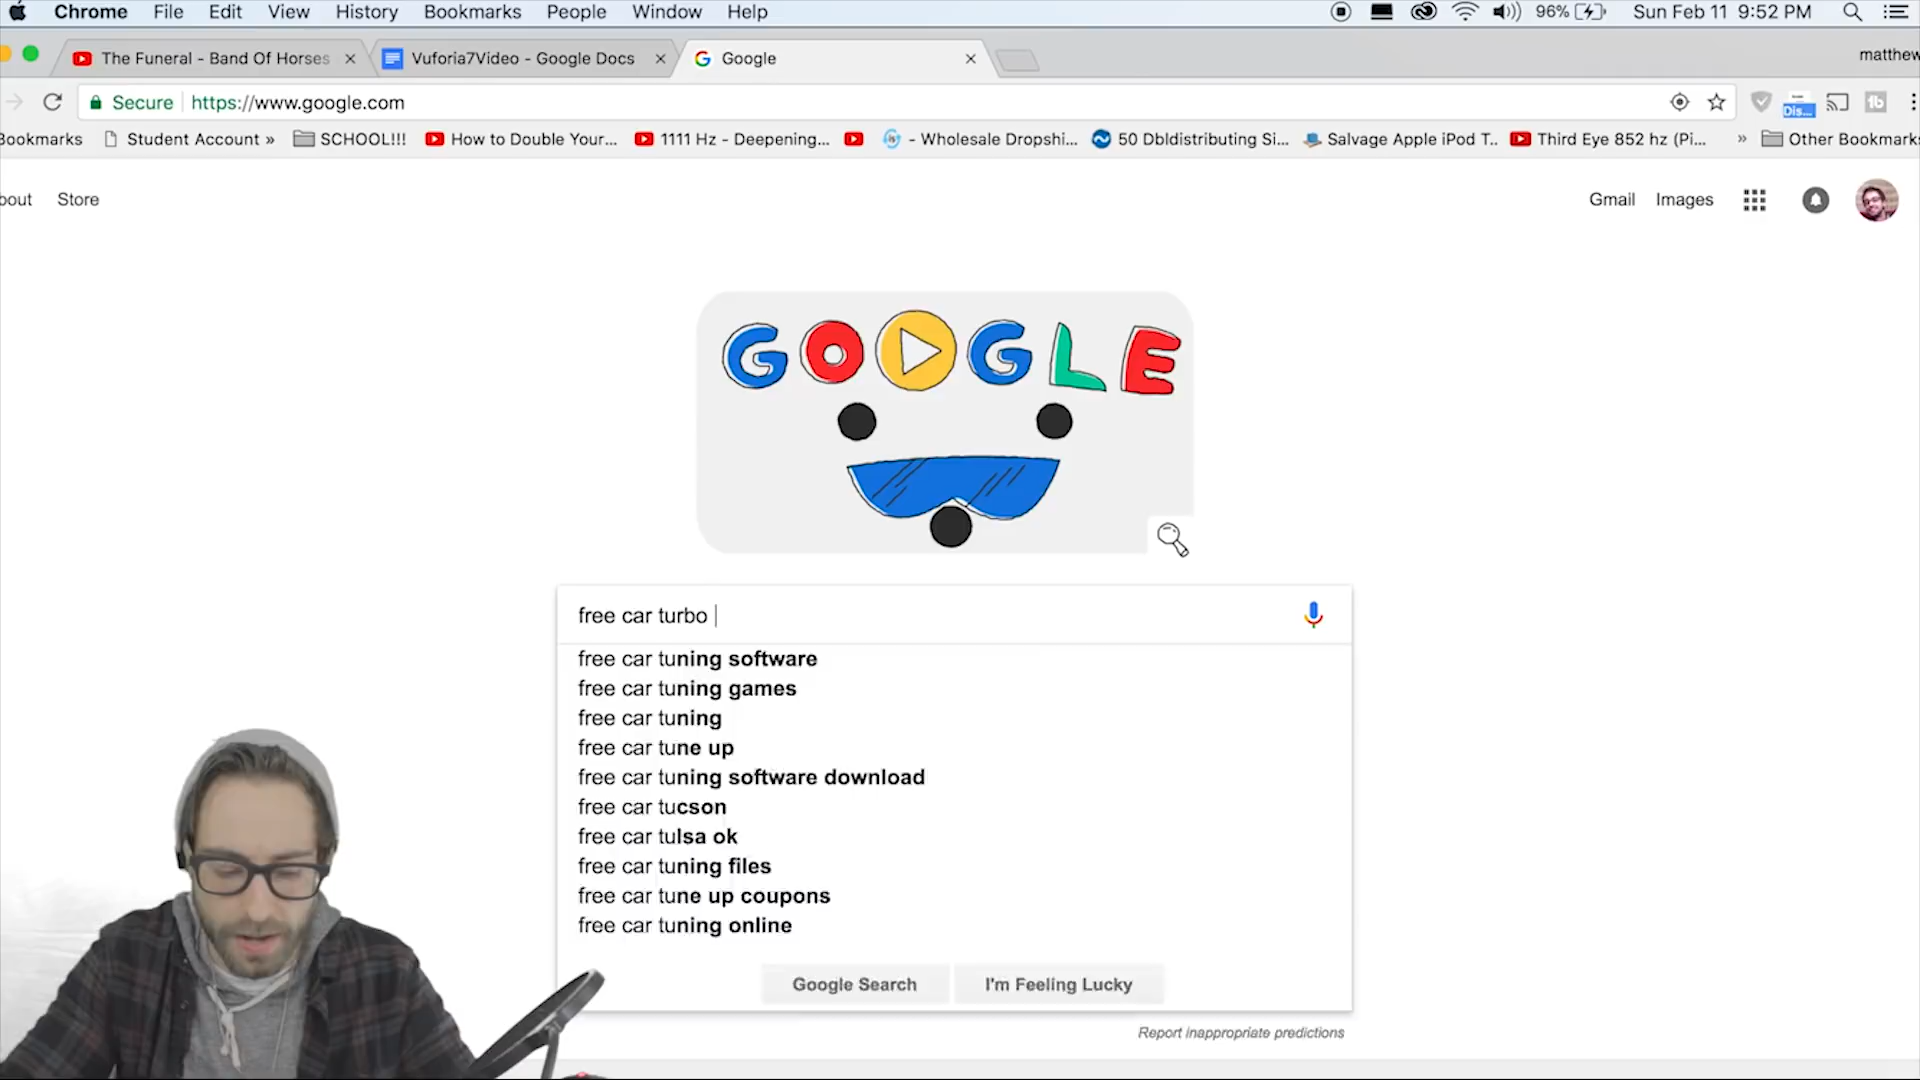 Chrome File Edit View History Bookmarks People Window Help 96% Sun Feb 11 9:52 PM
The Funeral - Band Of Horses Vuforia7Video - Google Docs Google matthew
Secure https://www.google.com Dis...
Bookmarks Student Account » SCHOOL!!! How to Double Your... 1111 Hz - Deepening... - Wholesale Dropshi... 50 Dbldistributing Si... Salvage Apple iPod T... Third Eye 852 hz (Pi... » Other Bookmarks
bout Store Gmail Images
GOOGLE
free car turbo
free car tuning software
free car tuning games
free car tuning
free car tune up
free car tuning software download
free car tucson
free car tulsa ok
free car tuning files
free car tune up coupons
free car tuning online
Google Search I'm Feeling Lucky
Report inappropriate predictions